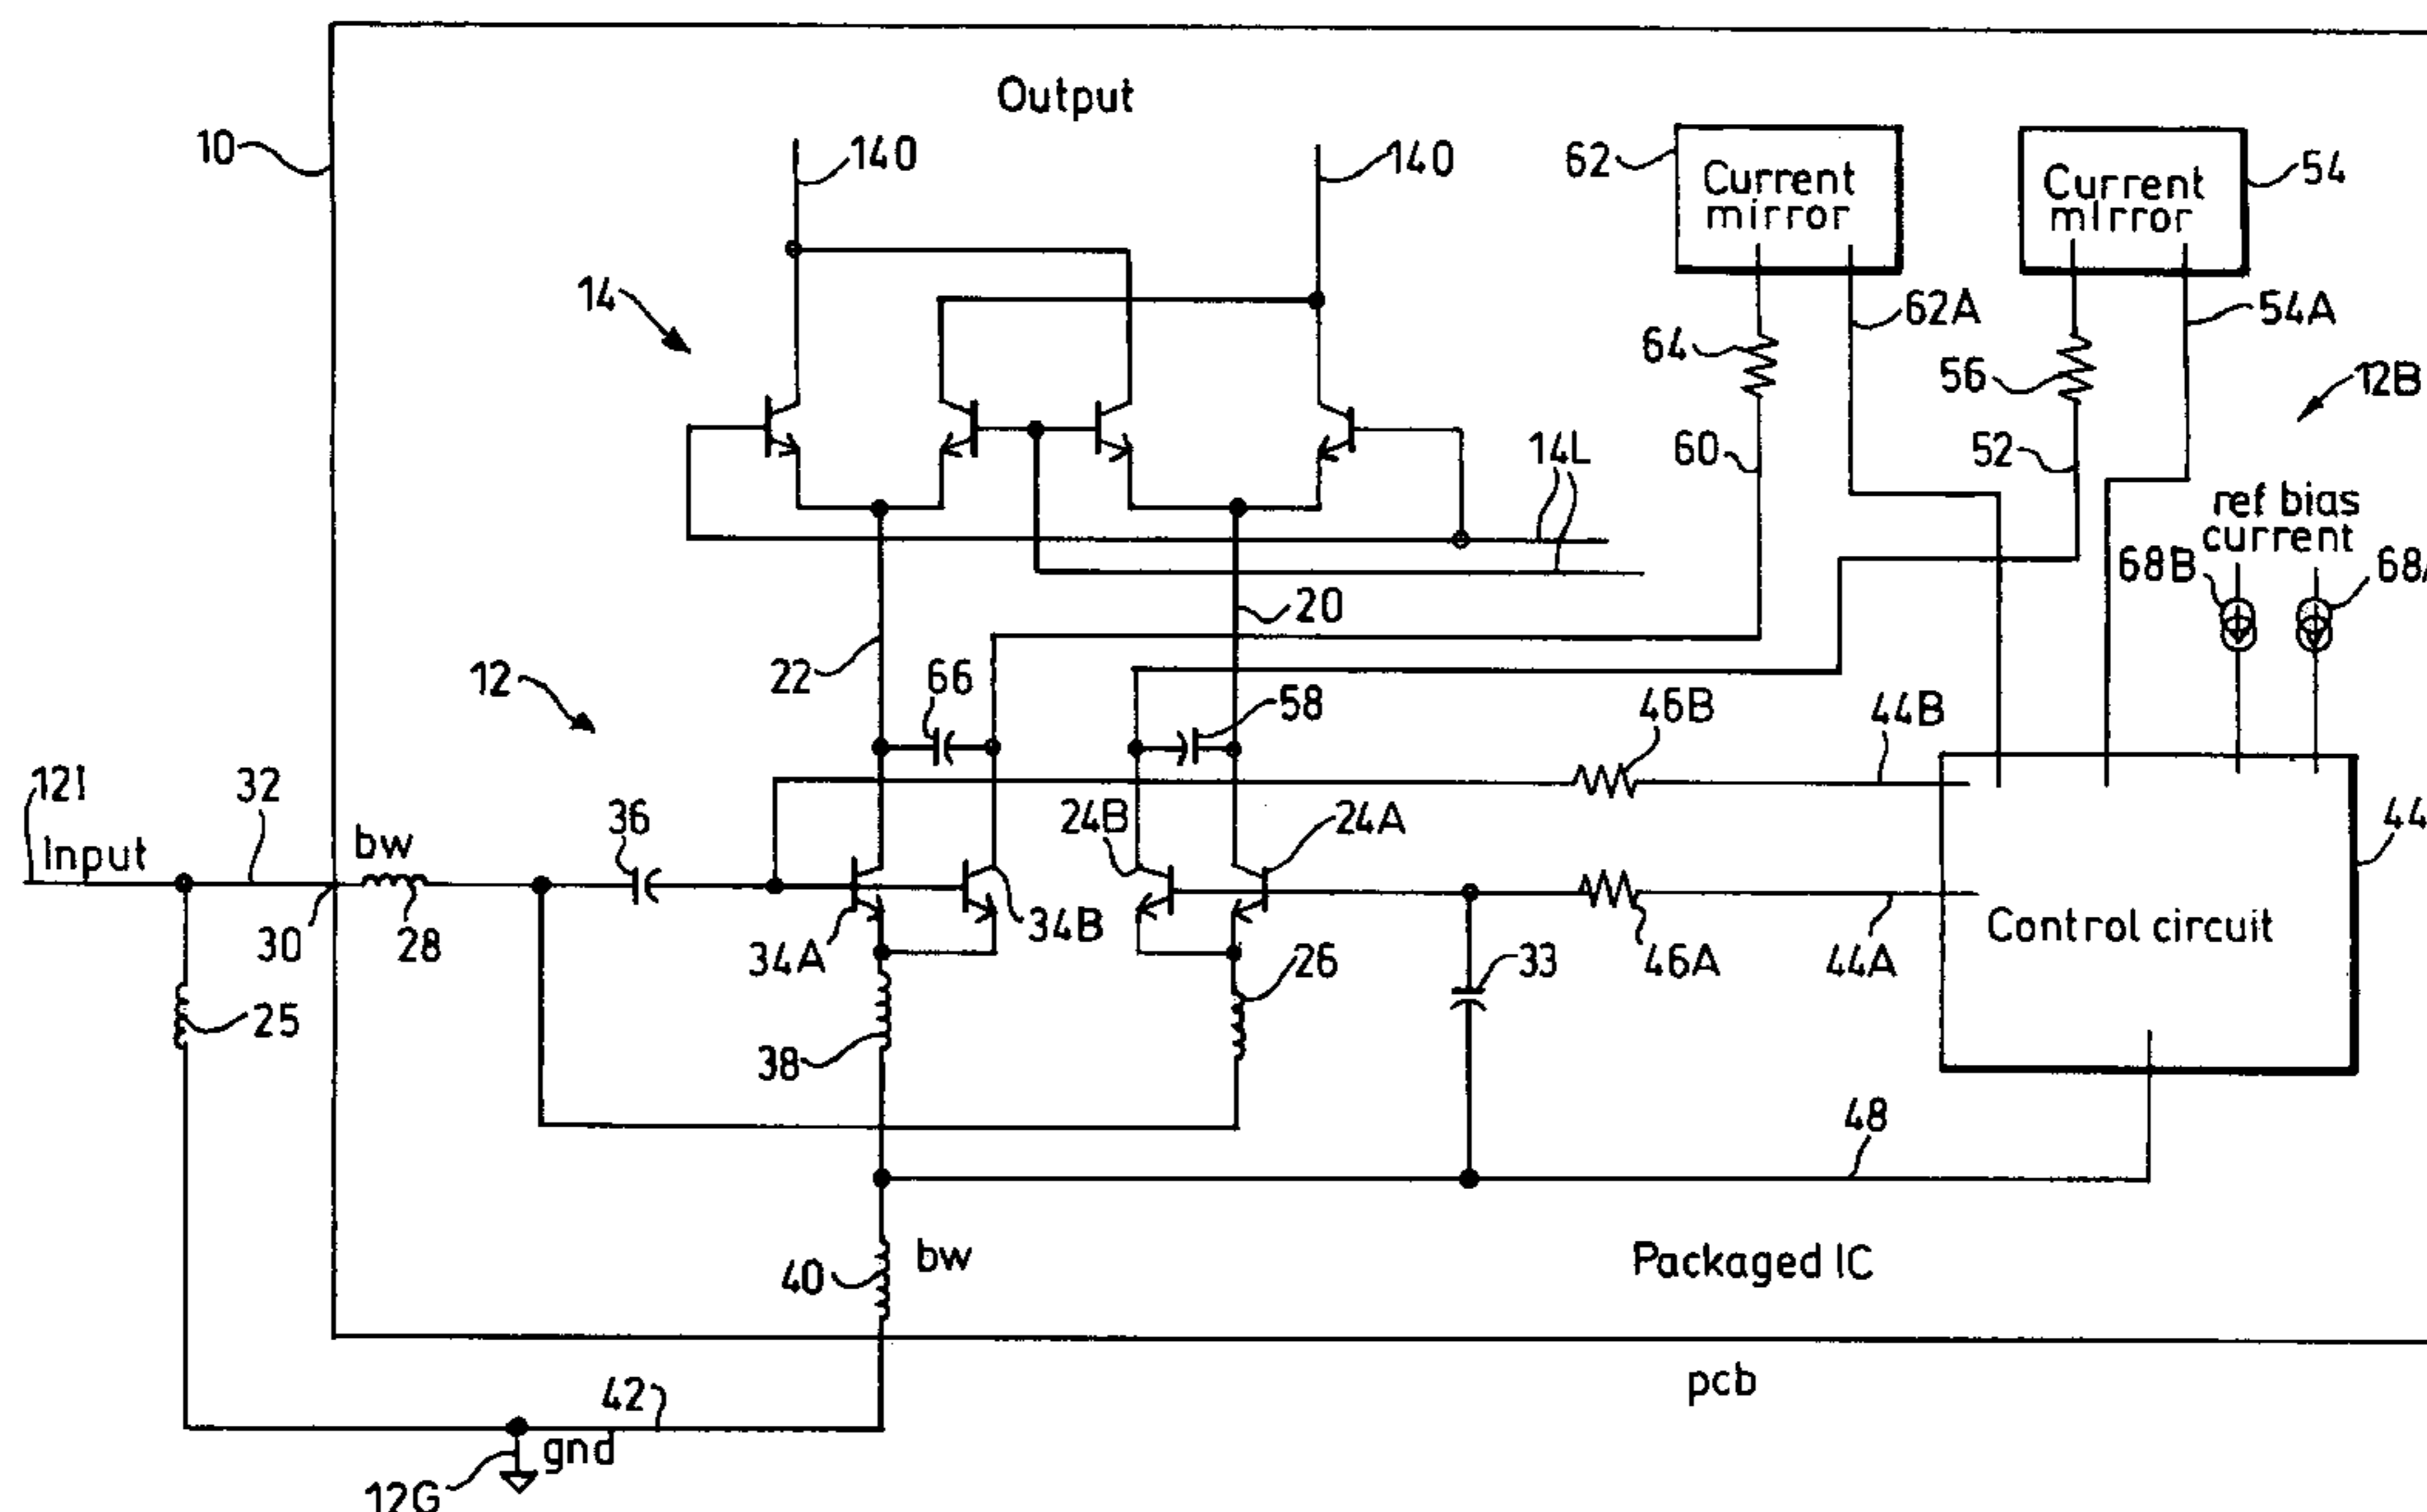 Output
10
140
140
62
Current
mirror
Current
mirror
54
14
62A
54A
64
56
12B
60
52
14L
ref bias
current
68B
20
22
66
12
58
46B
44B
121
32
36
24B
24A
44
Input
bw
30
28
34A
34B
46A
44A
Control circuit
26
33
25
38
48
40
bw
Packaged IC
42
pcb
gnd
12G